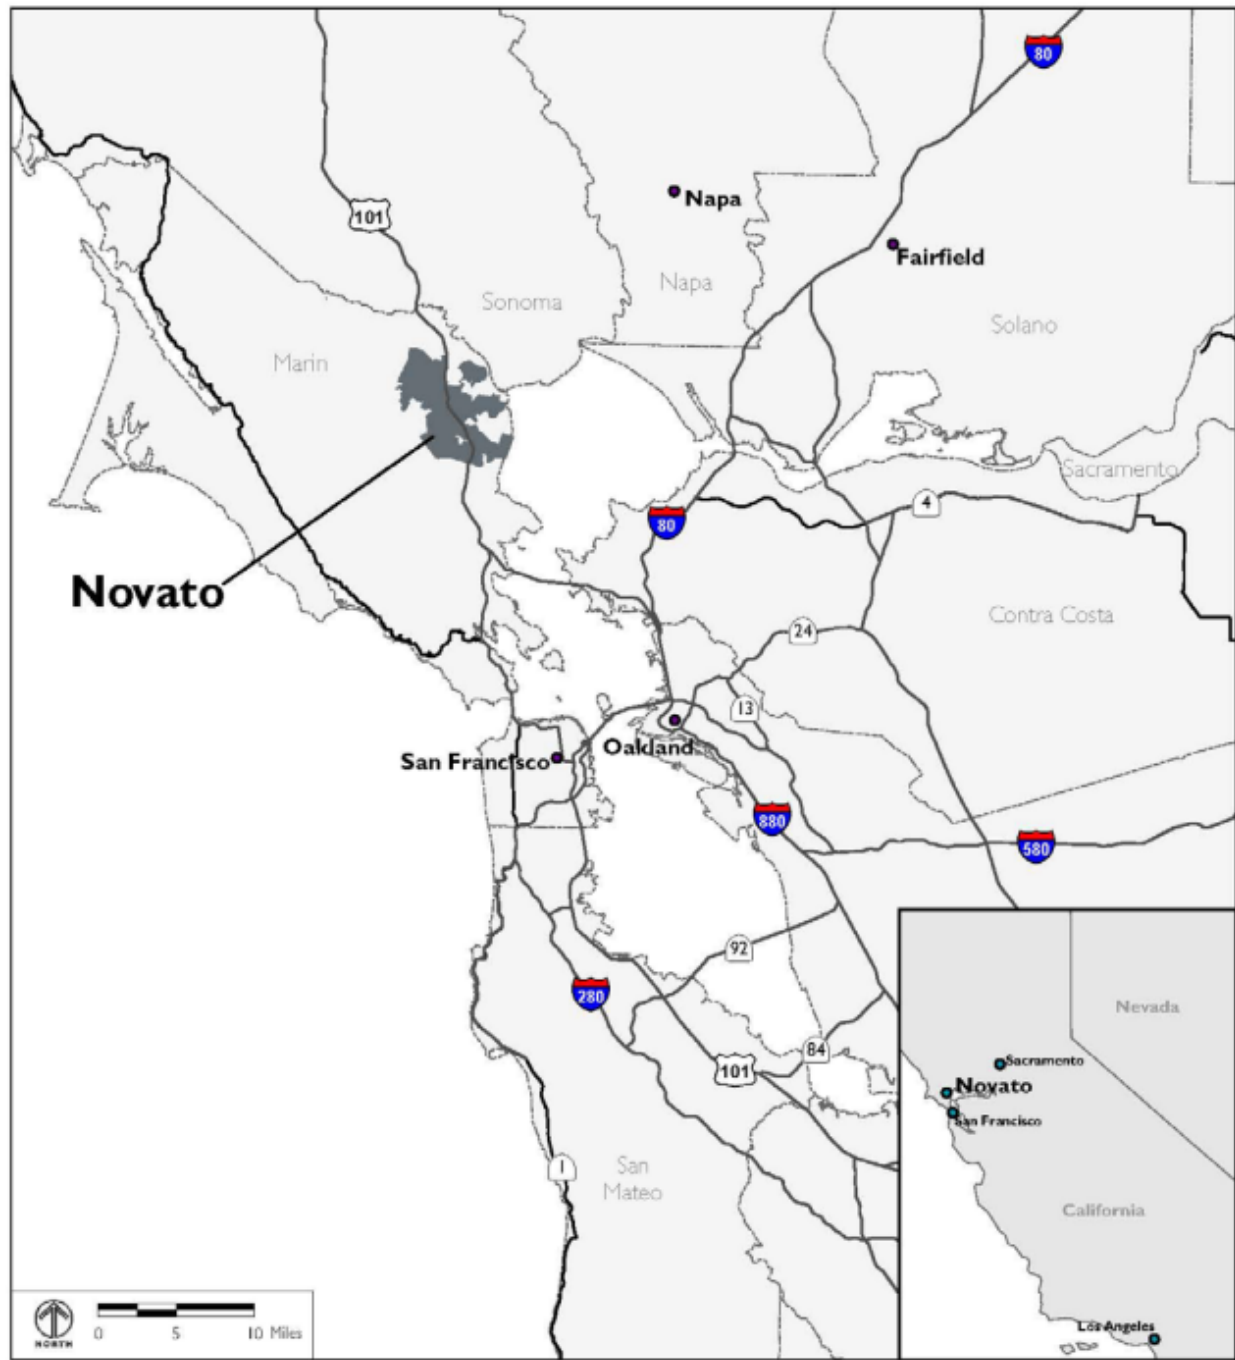 80
Napa
101
Fairfield
Napa
Sonoma
Solano
Marin
Sacramento
4
80
Novato
Contra Costa
24
13
Oakland
San Francisco
880
580
92
280
Nevada
84
Sacramento
101
Novato
San Francisco
1
San
Mateo
California
Los Angeles
0 5 10 Miles
NORTH